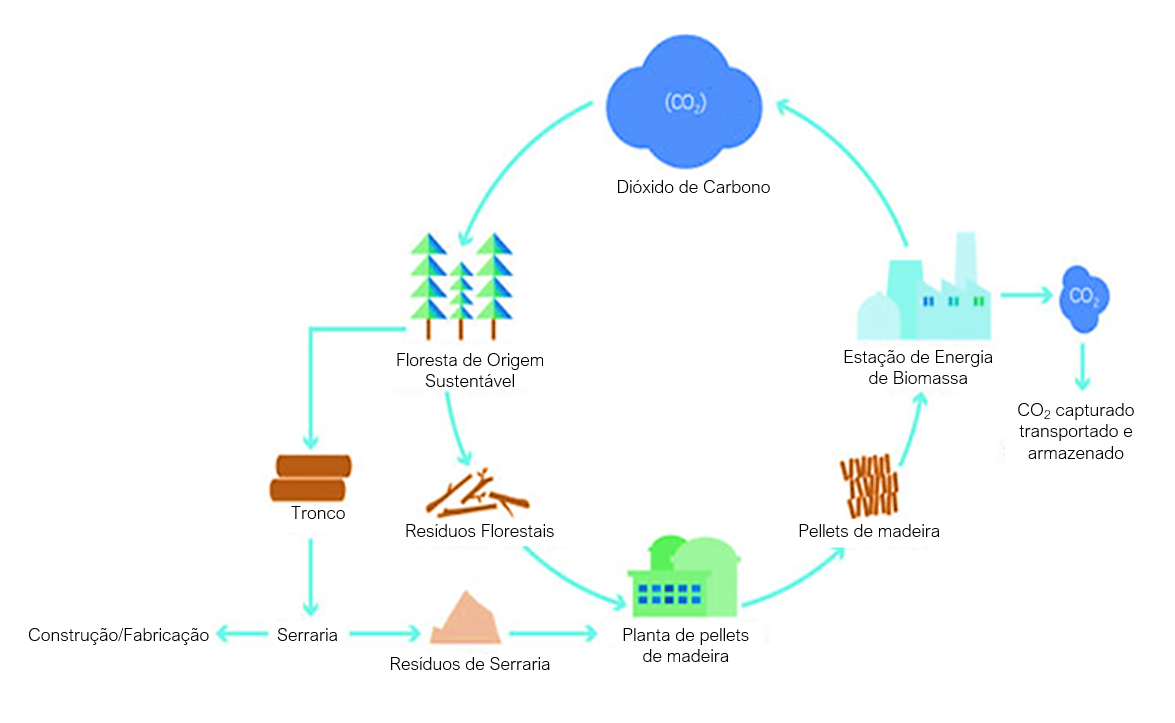 (CO₂)
Dióxido de Carbono
Floresta de Origem
Sustentável
Estação de Energia
de Biomassa
CO₂
CO₂ capturado
transportado e
armazenado
Tronco
Resíduos Florestais
Pellets de madeira
Construção/Fabricação
Serraria
Resíduos de Serraria
Planta de pellets
de madeira